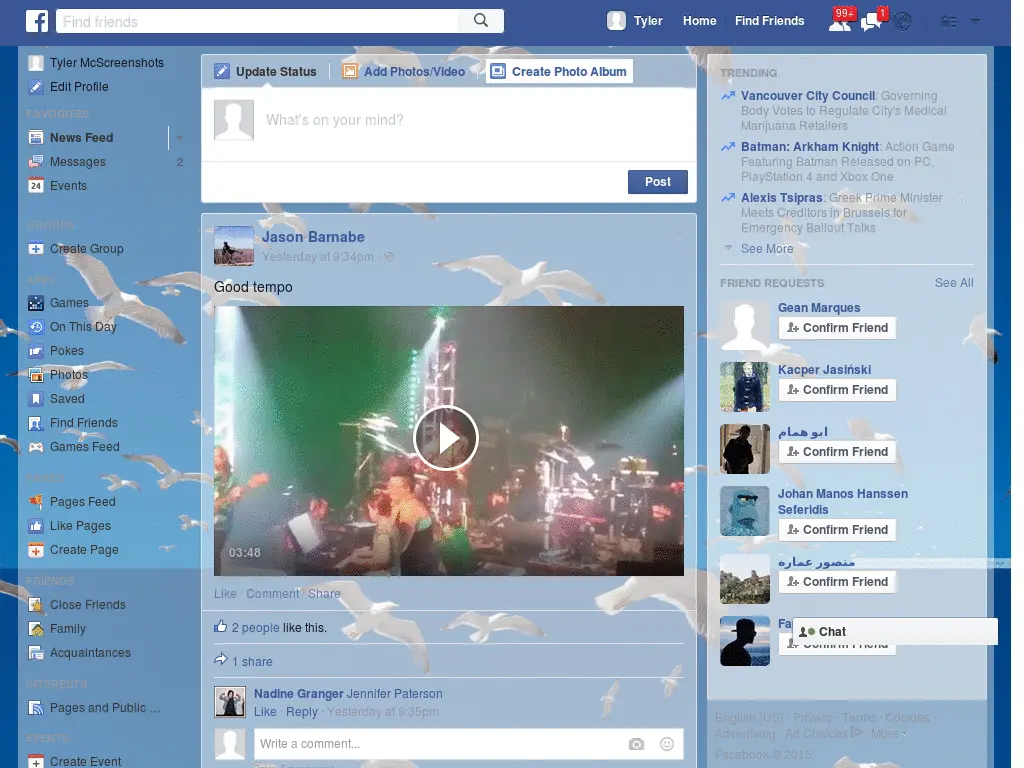 f
Find friends
Tyler
Home
Find Friends
99+
1
Tyler McScreenshots
Edit Profile
FAVORITES
News Feed
Messages
2
24
Events
GROUPS
Create Group
APPS
Games
On This Day
Pokes
Photos
Saved
Find Friends
Games Feed
PAGES
Pages Feed
Like Pages
Create Page
FRIENDS
Close Friends
Family
Acquaintances
INTERESTS
Pages and Public ...
EVENTS
Create Event
Update Status
Add Photos/Video
Create Photo Album
What's on your mind?
Post
Jason Barnabe
Yesterday at 9:34pm ·
Good tempo
03:48
Like · Comment · Share
2 people like this.
1 share
Nadine Granger Jennifer Paterson
Like · Reply · Yesterday at 9:35pm
Write a comment...
TRENDING
Vancouver City Council: Governing
Body Votes to Regulate City's Medical
Marijuana Retailers
Batman: Arkham Knight: Action Game
Featuring Batman Released on PC,
PlayStation 4 and Xbox One
Alexis Tsipras: Greek Prime Minister
Meets Creditors in Brussels for
Emergency Bailout Talks
See More
FRIEND REQUESTS
See All
Gean Marques
Confirm Friend
Kacper Jasiński
Confirm Friend
ابو همام
Confirm Friend
Johan Manos Hanssen
Seferidis
Confirm Friend
منصور عماره
Confirm Friend
Fa
Chat
Confirm Friend
English (US) · Privacy · Terms · Cookies ·
Advertising · Ad Choices · More
Facebook © 2015